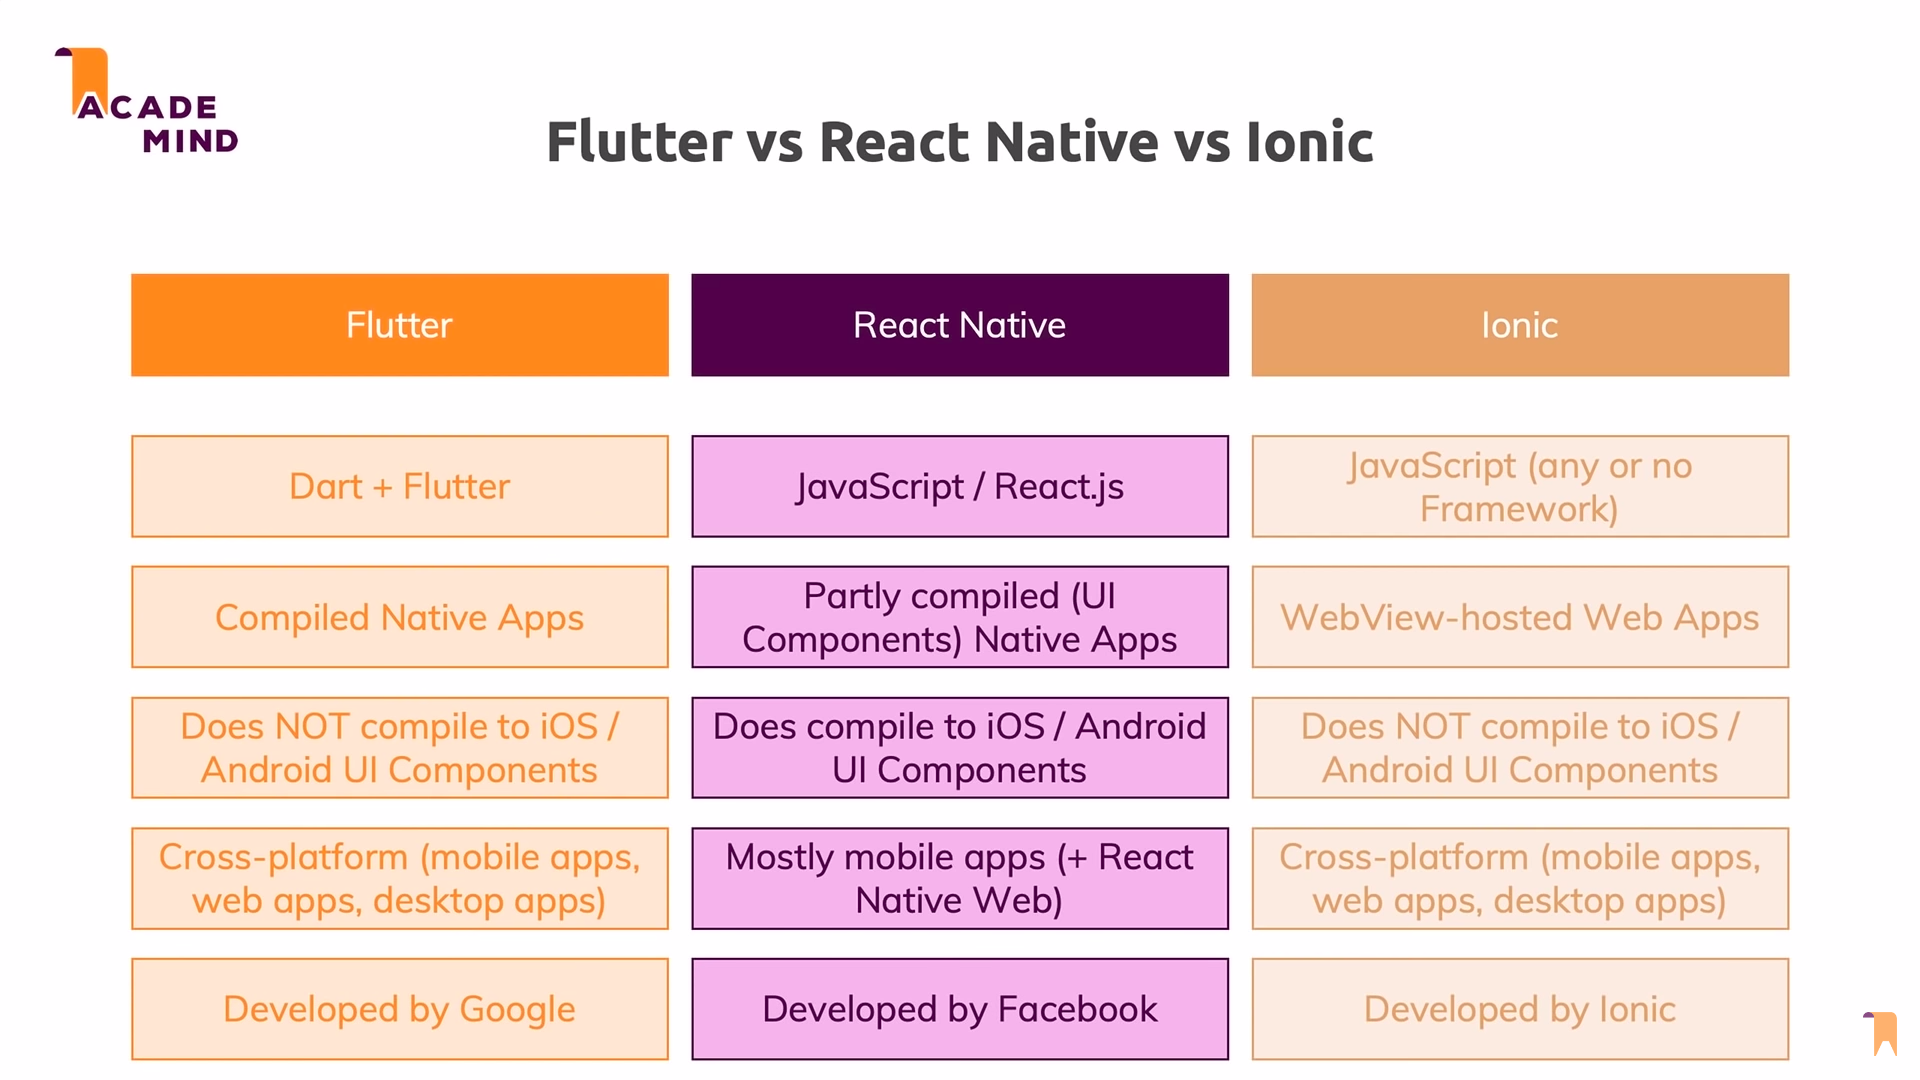 ACADE
MIND
Flutter vs React Native vs Ionic
Flutter
React Native
Ionic
Dart + Flutter
JavaScript / React.js
JavaScript (any or no
Framework)
Compiled Native Apps
Partly compiled (UI
Components) Native Apps
WebView-hosted Web Apps
Does NOT compile to iOS /
Android UI Components
Does compile to iOS / Android
UI Components
Does NOT compile to iOS /
Android UI Components
Cross-platform (mobile apps,
web apps, desktop apps)
Mostly mobile apps (+ React
Native Web)
Cross-platform (mobile apps,
web apps, desktop apps)
Developed by Google
Developed by Facebook
Developed by Ionic